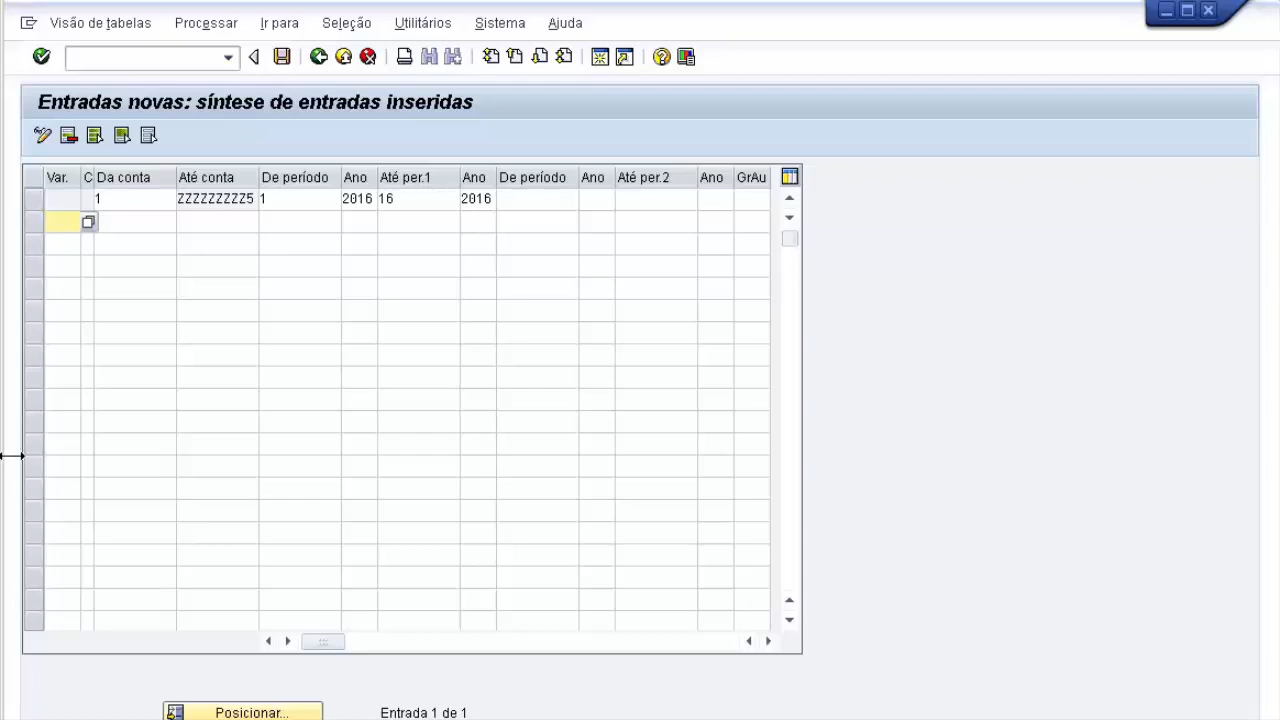 Visão de tabelas Processar Ir para Seleção Utilitários Sistema Ajuda
Entradas novas: síntese de entradas inseridas
Var. C Da conta Até conta De período Ano Até per.1 Ano De período Ano Até per.2 Ano GrAu
1 ZZZZZZZZZ5 1 2016 16 2016
Posicionar... Entrada 1 de 1